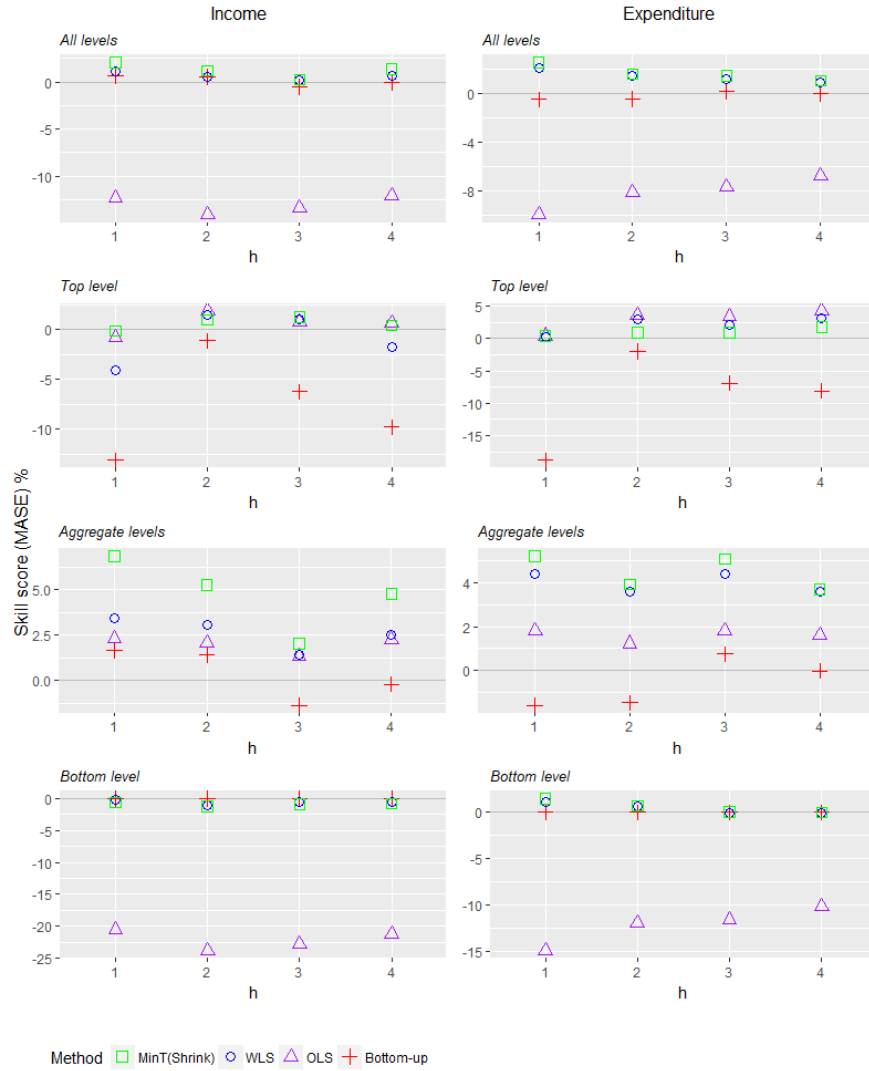 Income
Expenditure
All levels
0
-5
-10
1 2 3 4
h
All levels
0
-4
-8
1 2 3 4
h
Top level
0
-5
-10
1 2 3 4
h
Top level
5
0
-5
-10
-15
1 2 3 4
h
Skill score (MASE) %
Aggregate levels
5.0
2.5
0.0
1 2 3 4
h
Aggregate levels
4
2
0
1 2 3 4
h
Bottom level
0
-5
-10
-15
-20
-25
1 2 3 4
h
Bottom level
0
-5
-10
-15
1 2 3 4
h
Method MinT(Shrink) WLS OLS Bottom-up